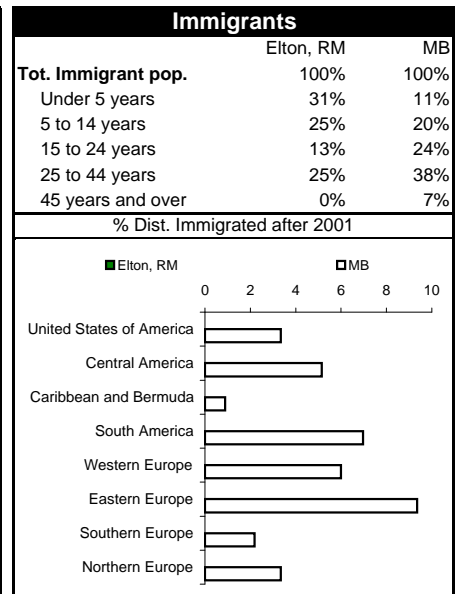 Immigrants
Elton, RM MB
Tot. Immigrant pop. 100% 100%
Under 5 years 31% 11%
5 to 14 years 25% 20%
15 to 24 years 13% 24%
25 to 44 years 25% 38%
45 years and over 0% 7%
% Dist. Immigrated after 2001
Elton, RM MB
0 2 4 6 8 10
United States of America
Central America
Caribbean and Bermuda
South America
Western Europe
Eastern Europe
Southern Europe
Northern Europe